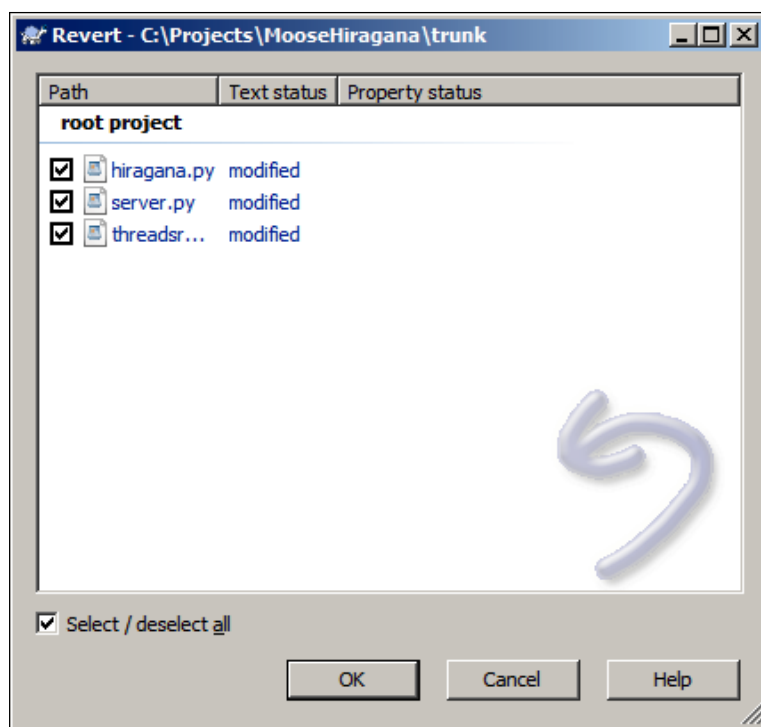 Revert - C:\Projects\MooseHiragana\trunk
Path Text status Property status
root project
hiragana.py modified
server.py modified
threadsr... modified
Select / deselect all
OK Cancel Help